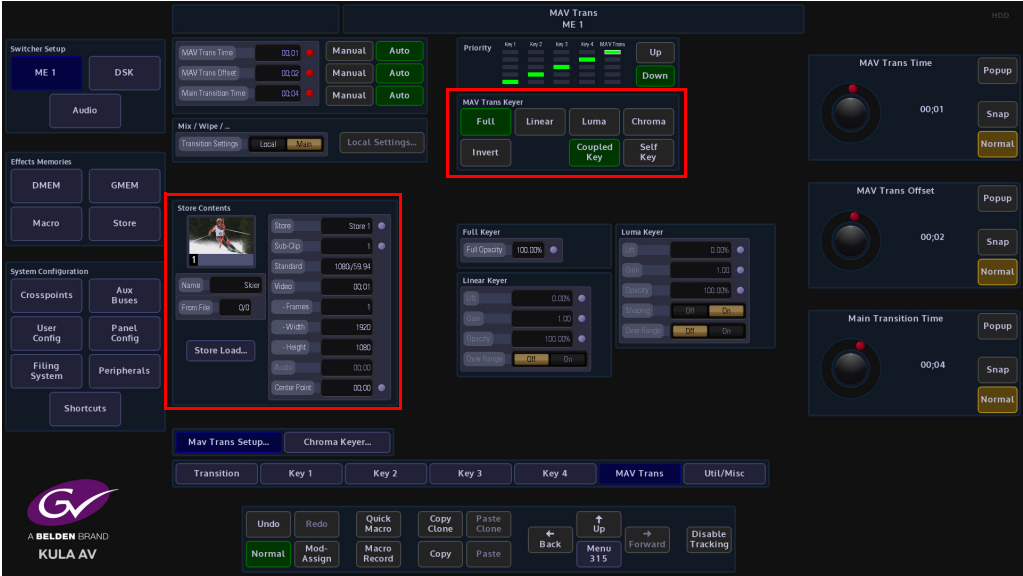 MAV Trans
ME 1
HDD
Switcher Setup
ME 1
DSK
Audio
Effects Memories
DMEM
GMEM
Macro
Store
System Configuration
Crosspoints
Aux
Buses
User
Config
Panel
Config
Filing
System
Peripherals
Shortcuts
MAV Trans Time
00;01
Manual
Auto
MAV Trans Offset
00;02
Manual
Auto
Main Transition Time
00;04
Manual
Auto
Mix / Wipe / ...
Transition Settings
Local
Main
Local Settings...
Store Contents
1
Name
Skier
From File
0/0
Store Load...
Store
Store 1
Sub-Clip
1
Standard
1080i/59.94
Video
00;01
-Frames
1
-Width
1920
-Height
1080
Audio
00;00
Center Point
00;00
Priority
Key 1
Key 2
Key 3
Key 4
MAV Trans
Up
Down
MAV Trans Keyer
Full
Linear
Luma
Chroma
Invert
Coupled
Key
Self
Key
Full Keyer
Full Opacity
100.00%
Linear Keyer
Lift
0.00%
Gain
1.00
Opacity
100.00%
Over Range
Off
On
Luma Keyer
Lift
0.00%
Gain
1.00
Opacity
100.00%
Shaping
Off
On
Over Range
Off
On
MAV Trans Time
00;01
Popup
Snap
Normal
MAV Trans Offset
00;02
Popup
Snap
Normal
Main Transition Time
00;04
Popup
Snap
Normal
Mav Trans Setup...
Chroma Keyer...
Transition
Key 1
Key 2
Key 3
Key 4
MAV Trans
Util/Misc
GV
A BELDEN BRAND
KULA AV
Undo
Redo
Normal
Mod-
Assign
Quick
Macro
Macro
Record
Copy
Clone
Paste
Clone
Copy
Paste
Back
Up
Menu
315
Forward
Disable
Tracking